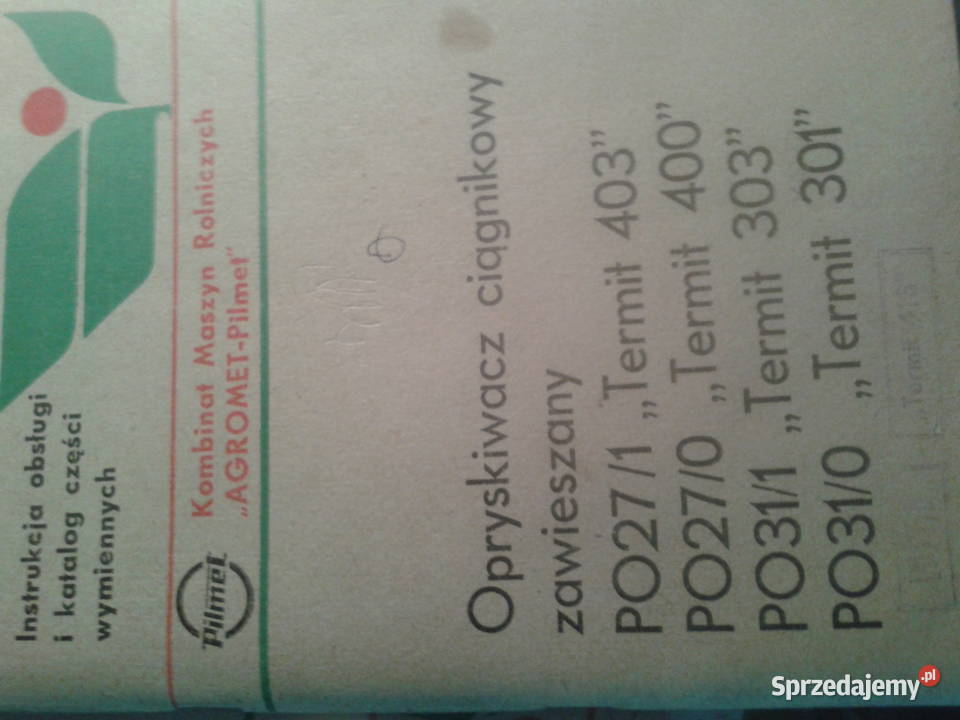 Instrukcja obsługi
i katalog części
wymiennych
Pilmet
Kombinat Maszyn Rolniczych
„AGROMET-Pilmet"
Opryskiwacz ciągnikowy
zawieszany
PO27/1 „Termit 403”
PO27/0 „Termit 400”
PO31/1 „Termit 303”
PO31/0 „Termit 301”
Sprzedajemy.pl